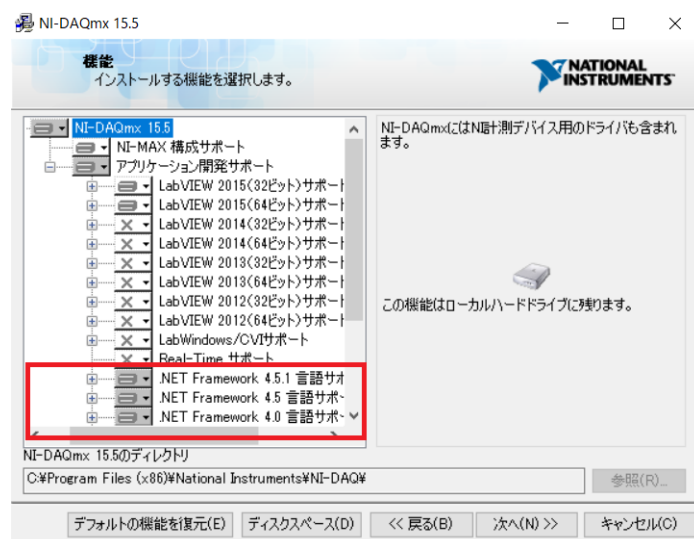 NI-DAQmx 15.5
機能
インストールする機能を選択します。
NATIONAL
INSTRUMENTS
NI-DAQmx 15.5
NI-MAX 構成サポート
アプリケーション開発サポート
LabVIEW 2015(32ビット)サポート
LabVIEW 2015(64ビット)サポート
LabVIEW 2014(32ビット)サポート
LabVIEW 2014(64ビット)サポート
LabVIEW 2013(32ビット)サポート
LabVIEW 2013(64ビット)サポート
LabVIEW 2012(32ビット)サポート
LabVIEW 2012(64ビット)サポート
LabWindows/CVIサポート
Real-Time サポート
.NET Framework 4.5.1 言語サオ
.NET Framework 4.5 言語サポ-
.NET Framework 4.0 言語サポ-
NI-DAQmxにはNI計測デバイス用のドライバも含まれ
ます。
この機能はローカルハードドライブに残ります。
NI-DAQmx 15.5のディレクトリ
C:¥Program Files (x86)¥National Instruments¥NI-DAQ¥
参照(R)...
デフォルトの機能を復元(E)
ディスクスペース(D)
<< 戻る(B)
次へ(N) >>
キャンセル(C)